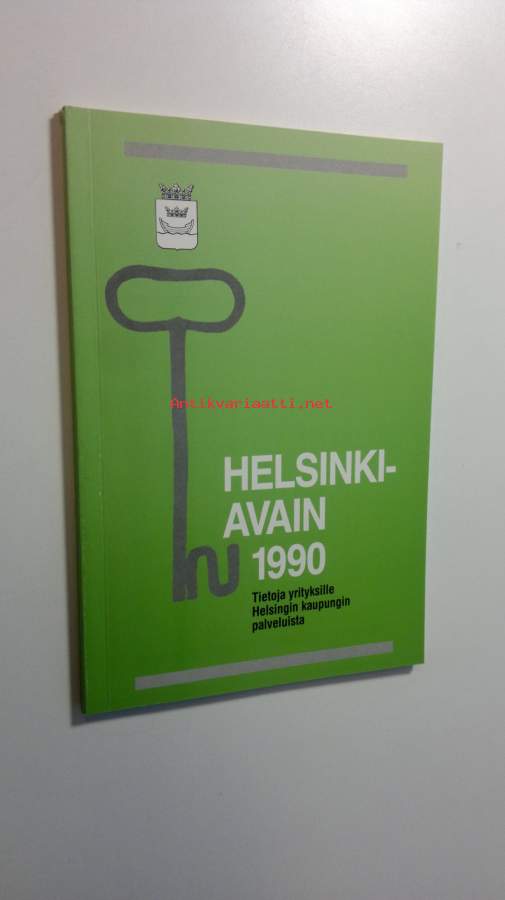 Antikvariaatti.net
HELSINKI-
AVAIN
1990
Tietoja yrityksille
Helsingin kaupungin
palveluista